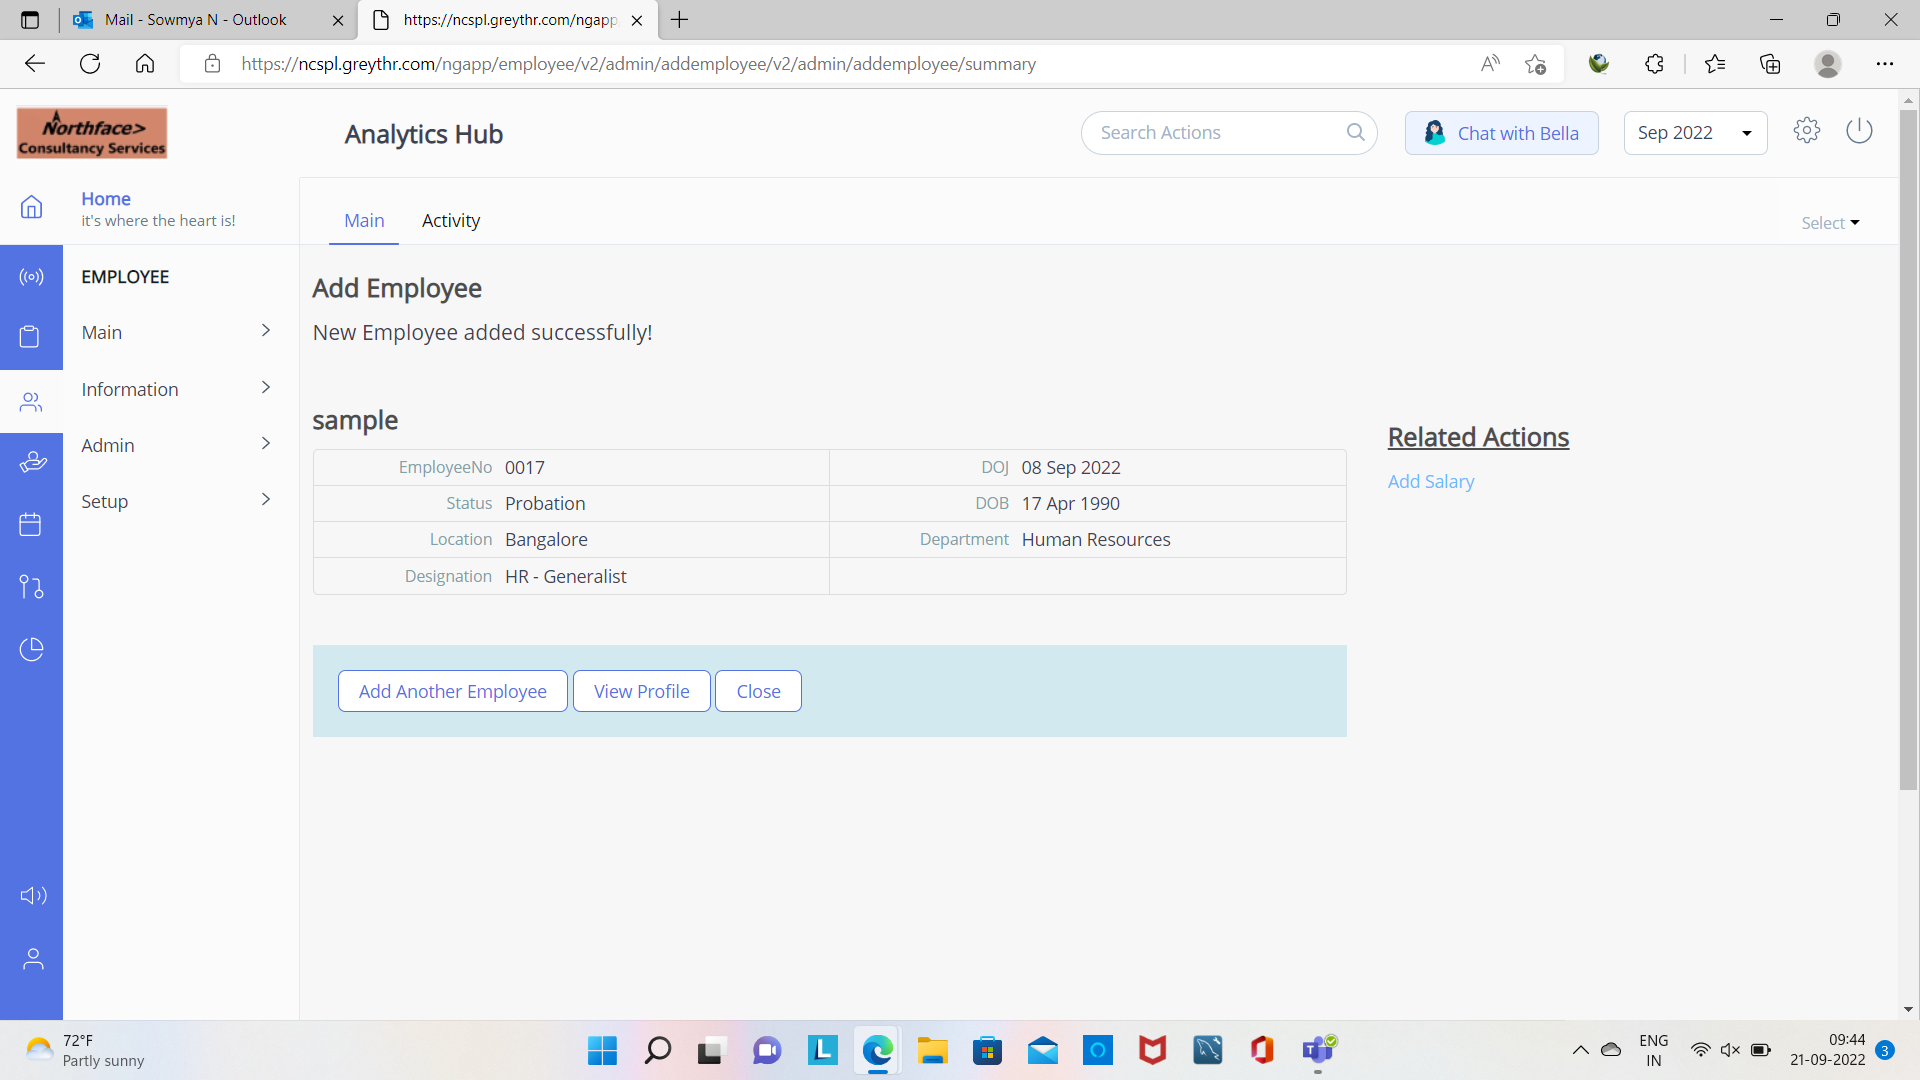 Mail - Sowmya N - Outlook
https://ncspl.greythr.com/ngapp
https://ncspl.greythr.com/ngapp/employee/v2/admin/addemployee/v2/admin/addemployee/summary
Northface>
Consultancy Services
Analytics Hub
Search Actions
Chat with Bella
Sep 2022
Home
it's where the heart is!
Main
Activity
Select
EMPLOYEE
Main
Information
Admin
Setup
Add Employee
New Employee added successfully!
sample
EmployeeNo 0017
DOJ 08 Sep 2022
Status Probation
DOB 17 Apr 1990
Location Bangalore
Department Human Resources
Designation HR - Generalist
Related Actions
Add Salary
Add Another Employee
View Profile
Close
72°F
Partly sunny
ENG
IN
09:44
21-09-2022
3